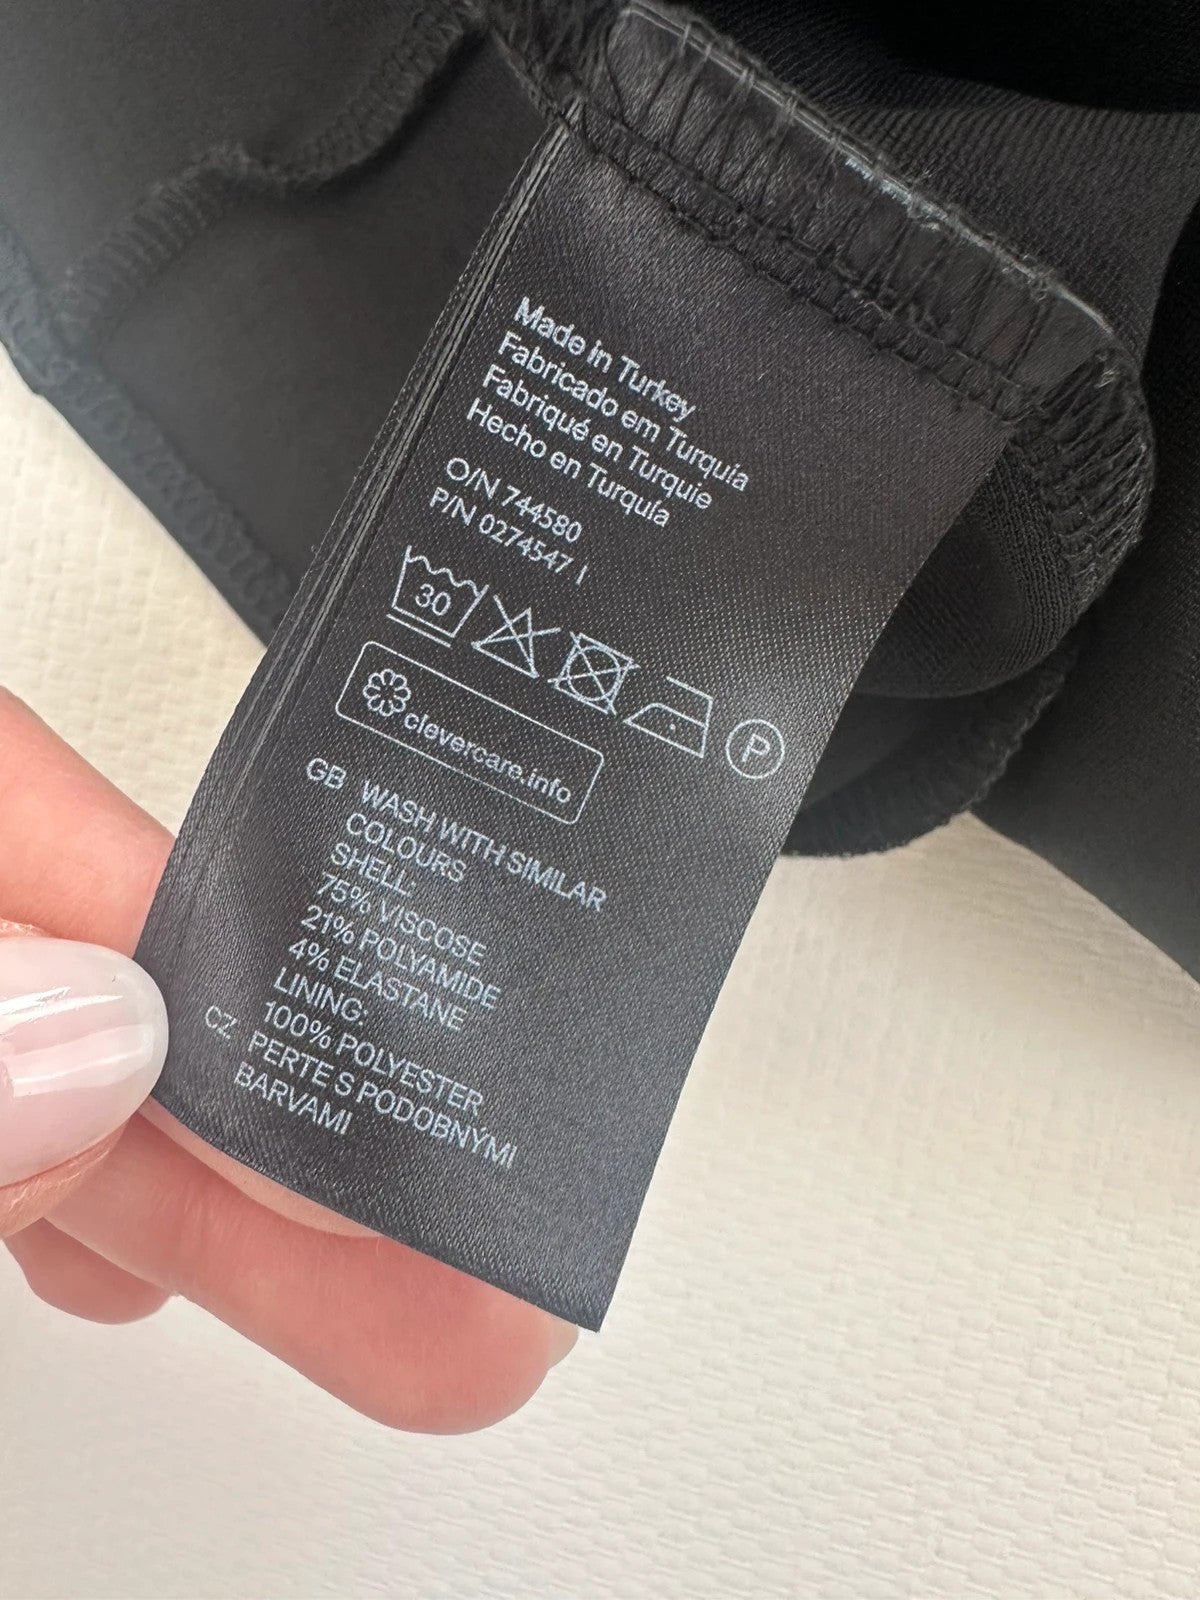 Made in Turkey
Fabricado em Turquia
Fabriqué en Turquie
Hecho en Turquía
O/N 744580
P/N 0274547 I
30
P
clevercare.info
GB WASH WITH SIMILAR
COLOURS
SHELL:
75% VISCOSE
21% POLYAMIDE
4% ELASTANE
LINING:
100% POLYESTER
CZ PERTE S PODOBNÝMI
BARVAMI